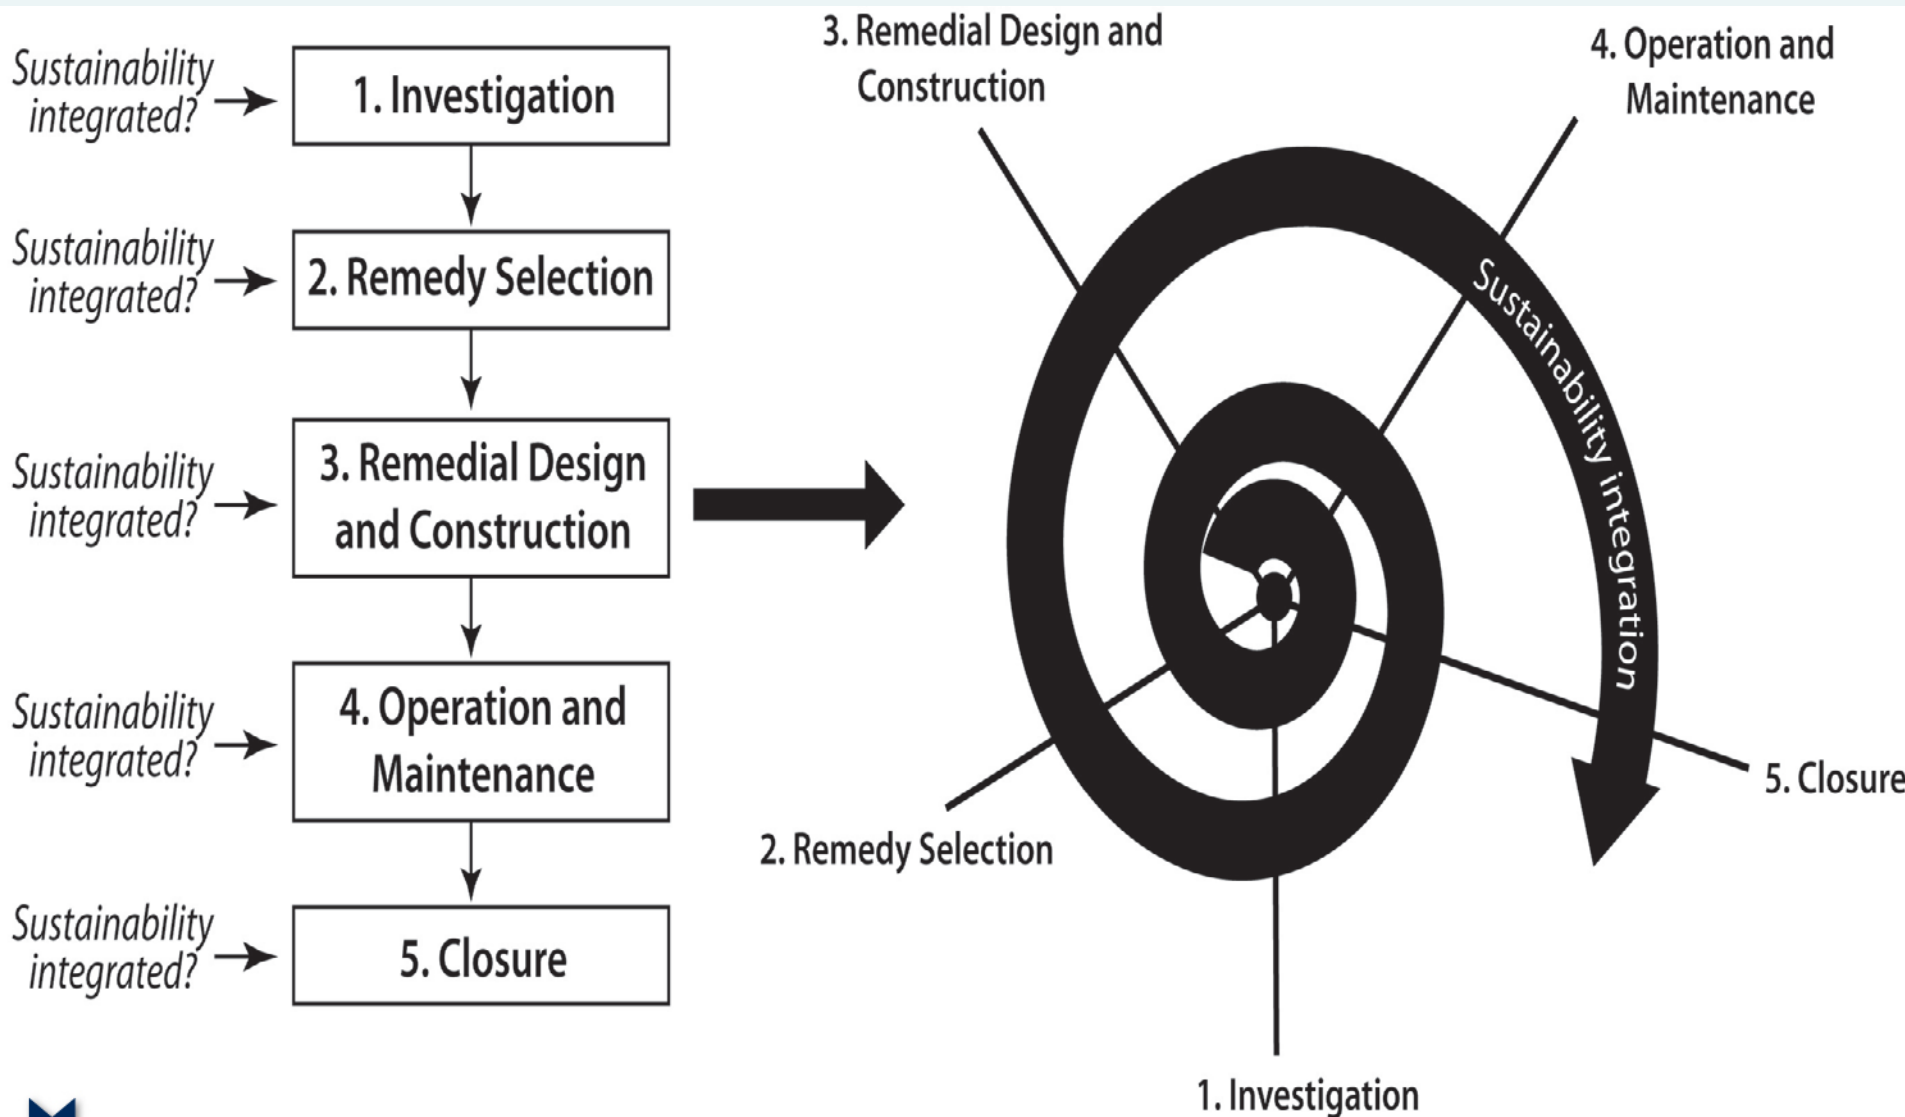 Sustainability
integrated?
1. Investigation
Sustainability
integrated?
2. Remedy Selection
Sustainability
integrated?
3. Remedial Design
and Construction
Sustainability
integrated?
4. Operation and
Maintenance
Sustainability
integrated?
5. Closure
3. Remedial Design and
Construction
4. Operation and
Maintenance
Sustainability integration
5. Closure
2. Remedy Selection
1. Investigation